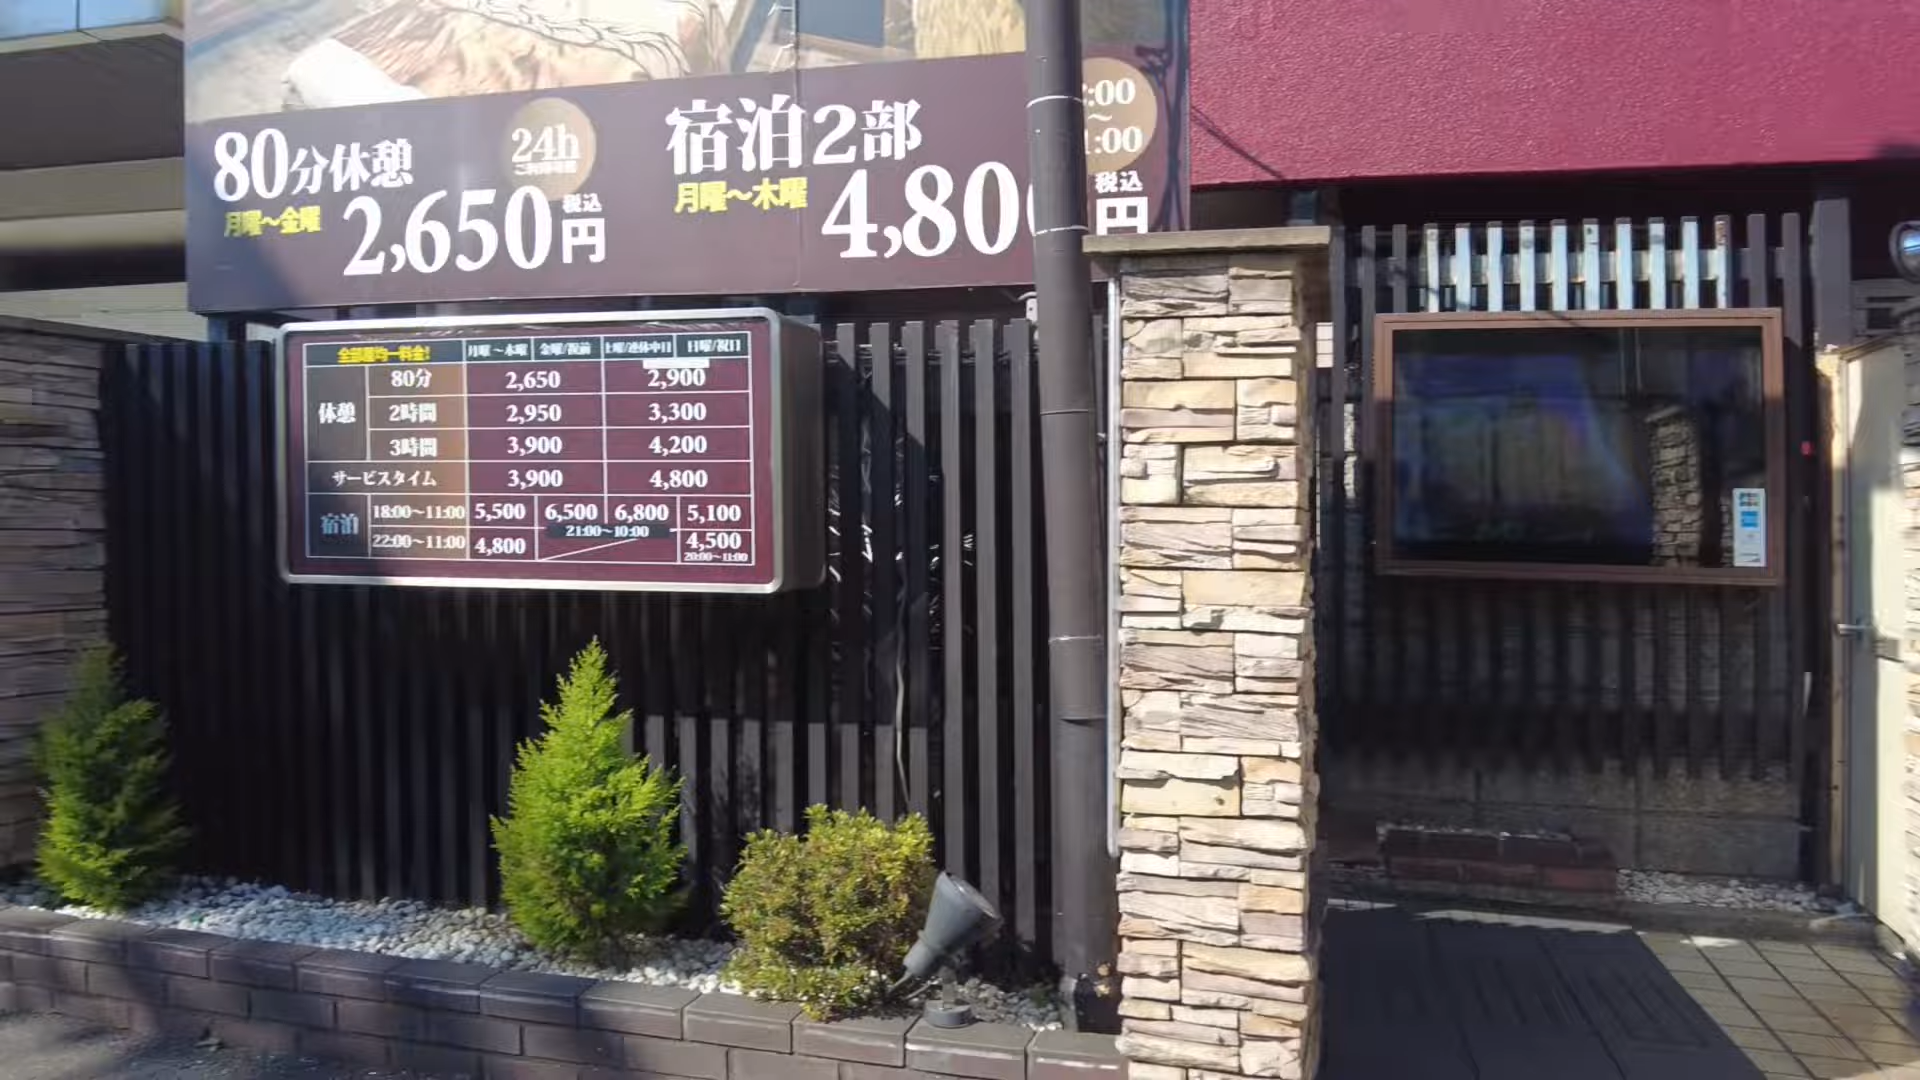 80分休憩
24h
月曜～金曜
2,650円
税込
宿泊2部
月曜～木曜
4,80
:00
～
:00
税込
円
全部屋均一料金!
月曜～木曜 金曜/祝前 土曜/連休中日 日曜/祝日
休憩
80分 2,650 2,900
2時間 2,950 3,300
3時間 3,900 4,200
サービスタイム 3,900 4,800
宿泊
18:00～11:00 5,500 6,500 6,800 5,100
21:00～10:00
22:00～11:00 4,800 4,500
20:00～11:00